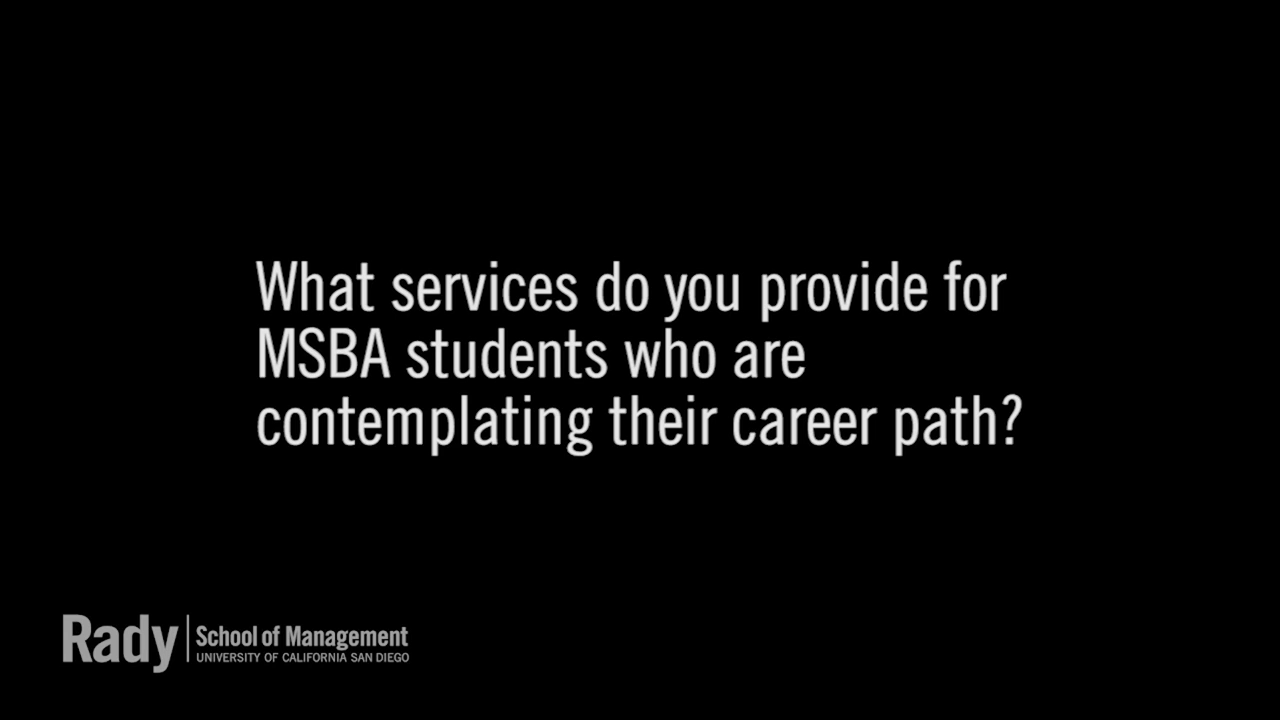 What services do you provide for
MSBA students who are
contemplating their career path?
Rady School of Management
UNIVERSITY OF CALIFORNIA SAN DIEGO